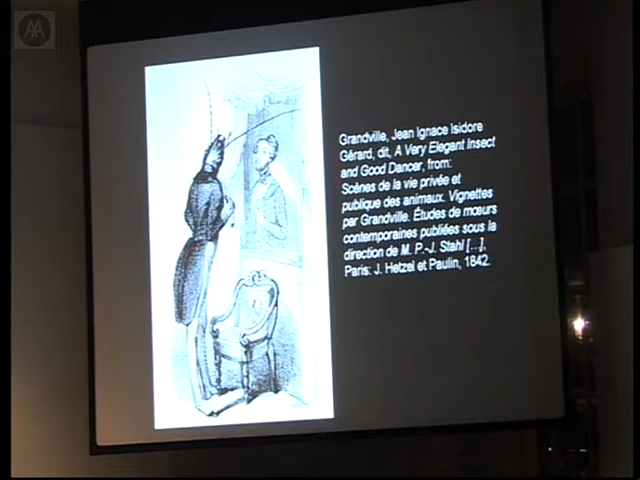 AA
Grandville, Jean Ignace Isidore
Gérard, dit, A Very Elegant Insect
and Good Dancer, from:
Scènes de la vie privée et
publique des animaux. Vignettes
par Grandville. Études de mœurs
contemporaines publiées sous la
direction de M. P.-J. Stahl [...],
Paris: J. Hetzel et Paulin, 1842.